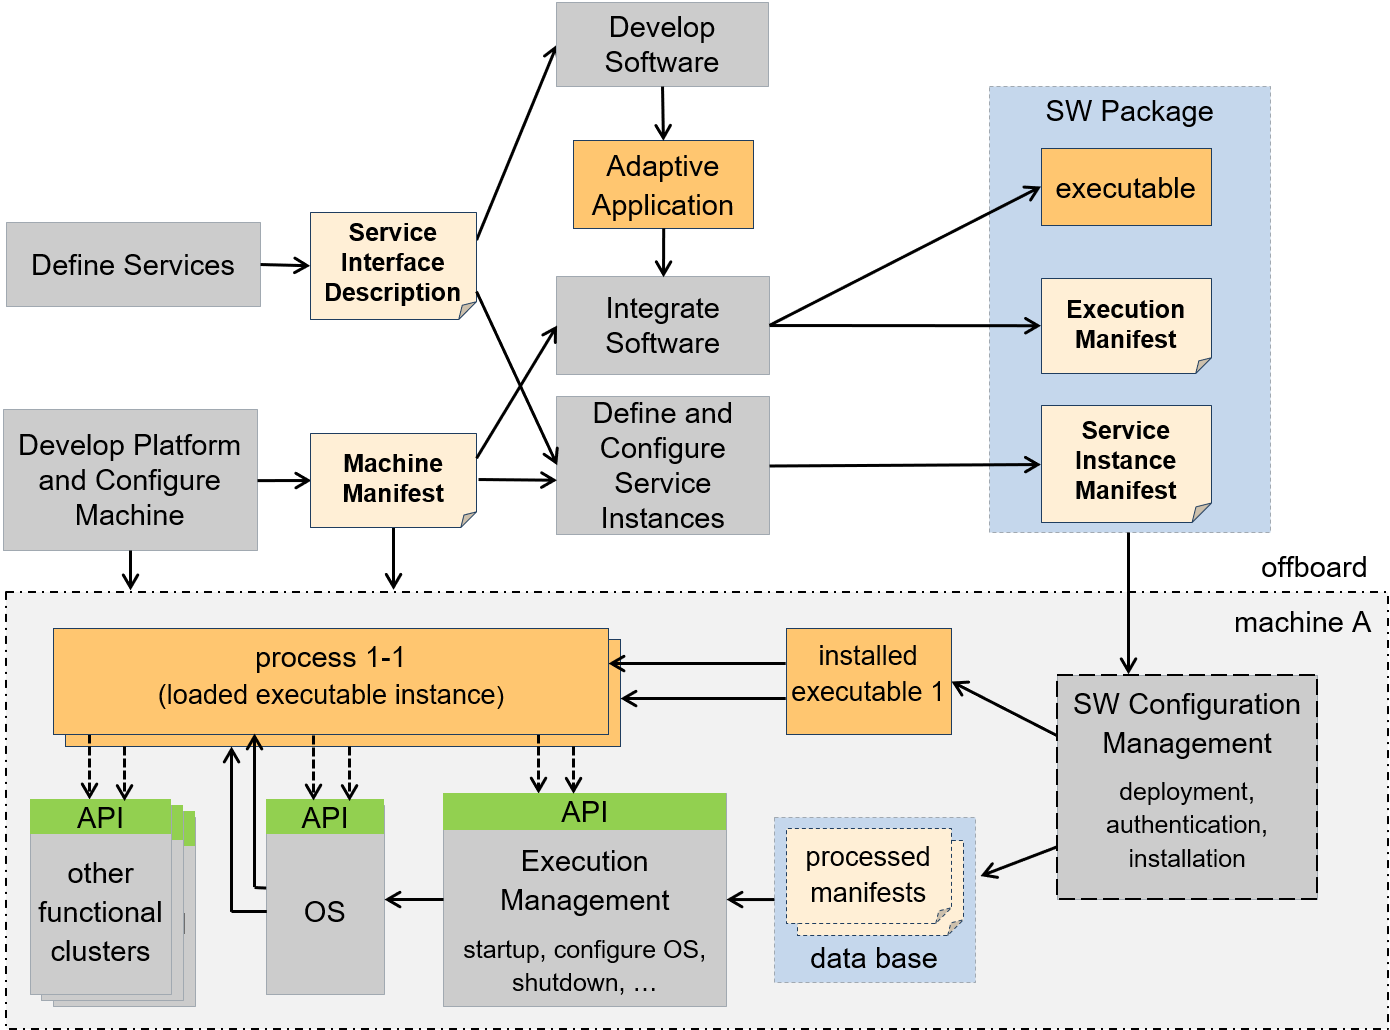 Develop
Software
SW Package
Adaptive
Application
executable
Define Services
Service
Interface
Description
Integrate
Software
Execution
Manifest
Develop Platform
and Configure
Machine
Machine
Manifest
Define and
Configure
Service
Instances
Service
Instance
Manifest
offboard
machine A
process 1-1
(loaded executable instance)
installed
executable 1
SW Configuration
Management
deployment,
authentication,
installation
API
other
functional
clusters
API
OS
API
Execution
Management
startup, configure OS,
shutdown, …
processed
manifests
data base